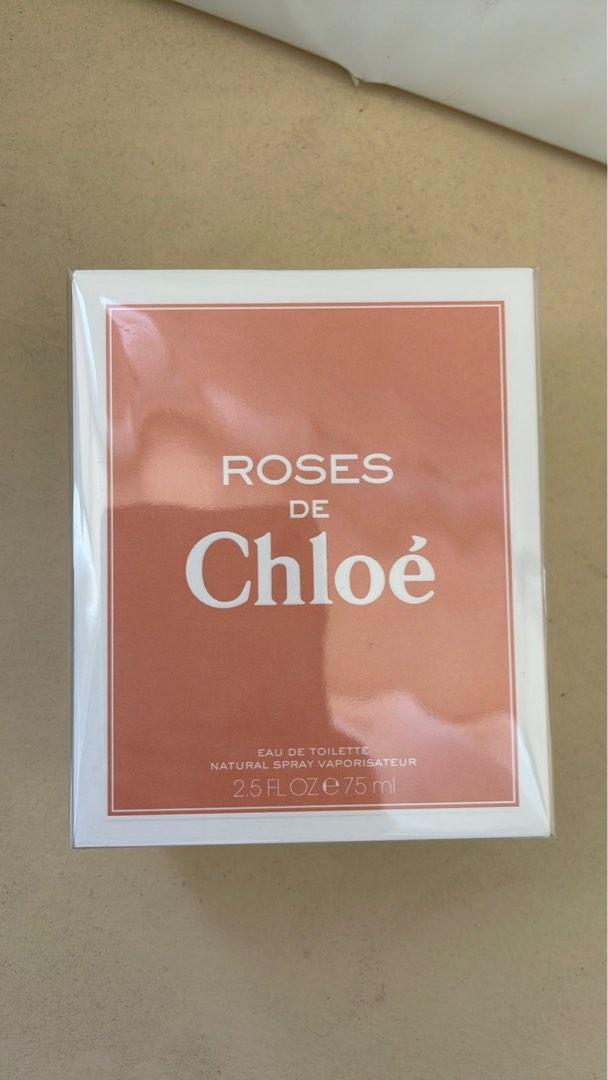 ROSES
DE
Chloé
EAU DE TOILETTE
NATURAL SPRAY VAPORISATEUR
2.5 FL OZ ℮ 75 ml